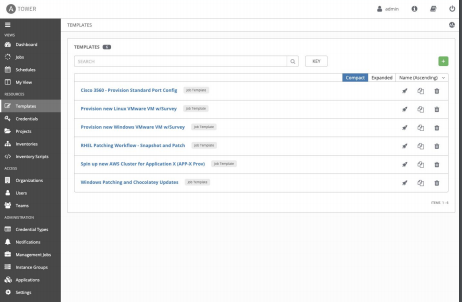 A TOWER
admin
TEMPLATES
VIEWS
Dashboard
Jobs
Schedules
My View
RESOURCES
Templates
Credentials
Projects
Inventories
Inventory Scripts
ACCESS
Organizations
Users
Teams
ADMINISTRATION
Credential Types
Notifications
Management Jobs
Instance Groups
Applications
Settings
TEMPLATES 6
SEARCH
KEY
Compact Expanded Name (Ascending)
Cisco 3560 - Provision Standard Port Config Job Template
Provision new Linux VMware VM w/Survey Job Template
Provision new Windows VMware VM w/Survey Job Template
RHEL Patching Workflow - Snapshot and Patch Job Template
Spin up new AWS Cluster for Application X (APP-X Prov) Job Template
Windows Patching and Chocolatey Updates Job Template